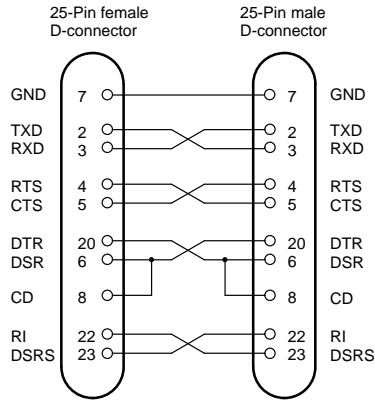 25-Pin female D-connector
25-Pin male D-connector
GND 7 7 GND
TXD 2 2 TXD
RXD 3 3 RXD
RTS 4 4 RTS
CTS 5 5 CTS
DTR 20 20 DTR
DSR 6 6 DSR
CD 8 8 CD
RI 22 22 RI
DSRS 23 23 DSRS